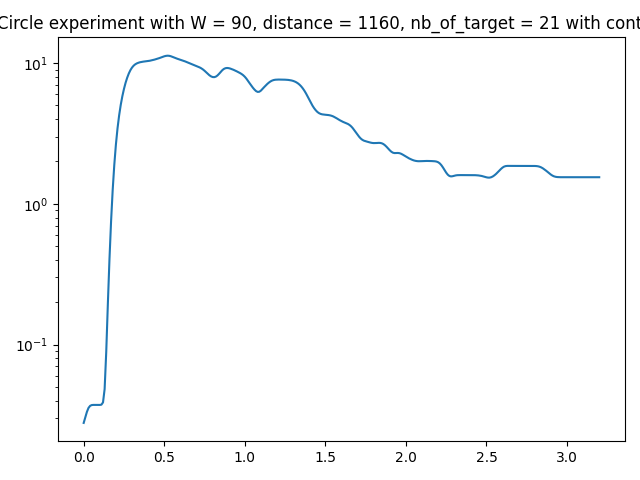 Circle experiment with W = 90, distance = 1160, nb_of_target = 21 with cont
10¹
10⁰
10⁻¹
0.0 0.5 1.0 1.5 2.0 2.5 3.0